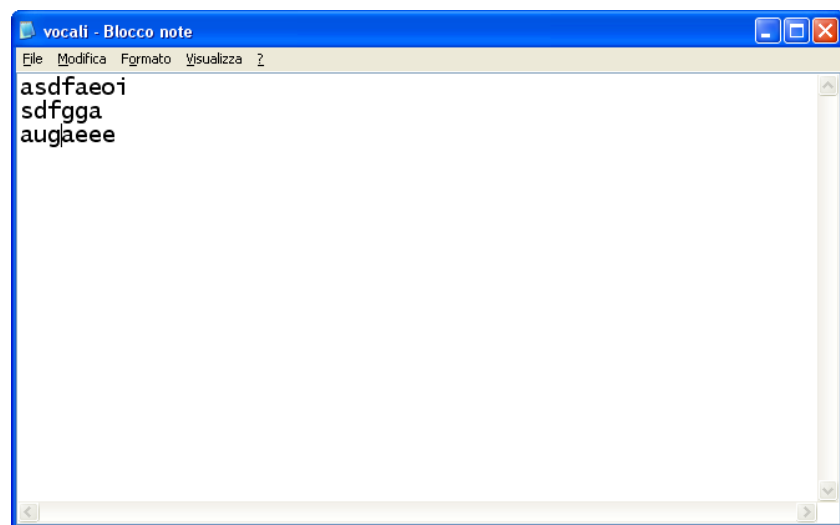 vocali - Blocco note
File Modifica Formato Visualizza ?
asdfaeoi
sdfgga
augaeee